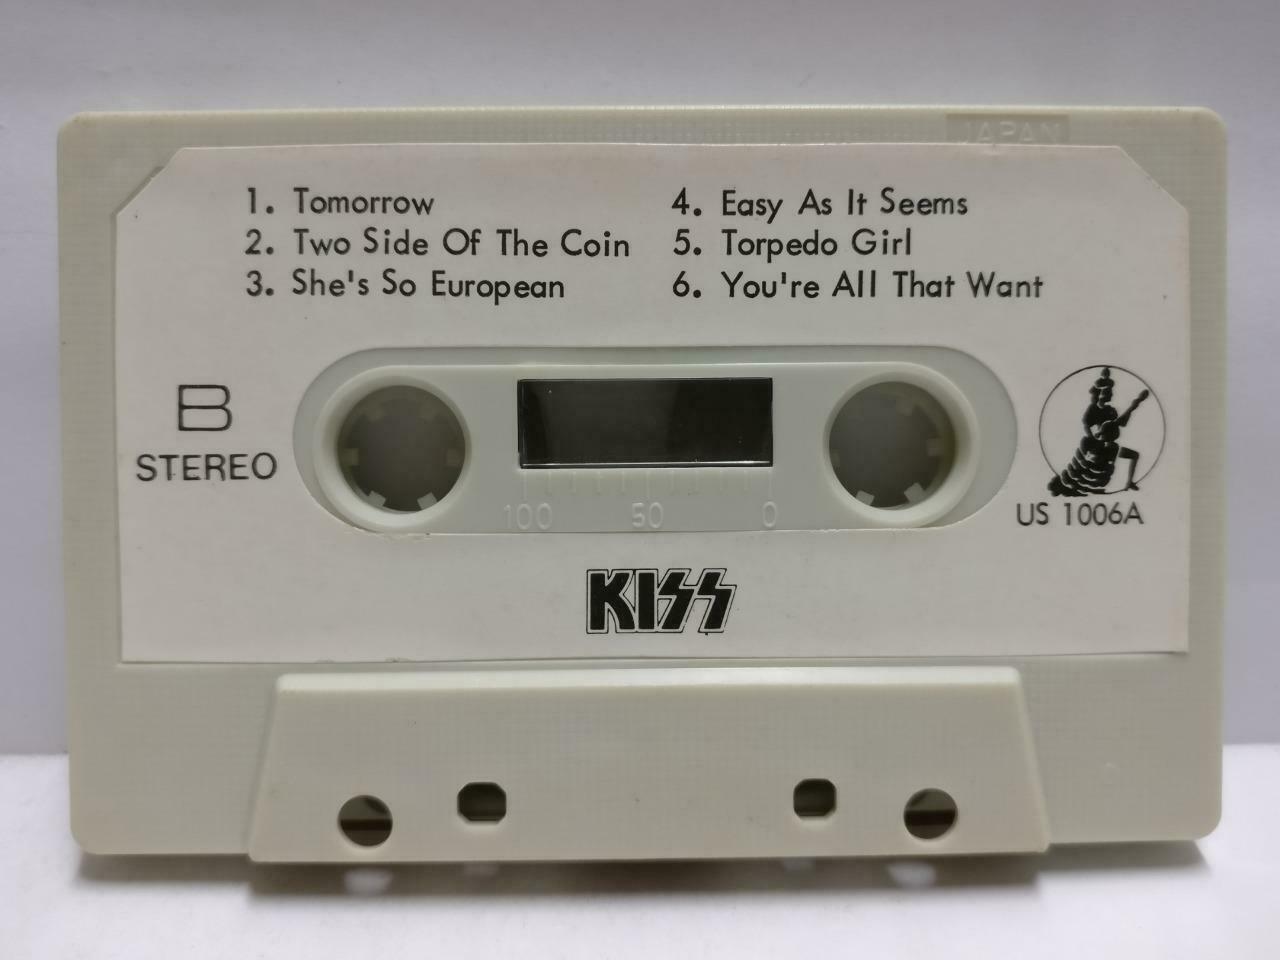 JAPAN
1. Tomorrow
2. Two Side Of The Coin
3. She's So European
4. Easy As It Seems
5. Torpedo Girl
6. You're All That Want
B
STEREO
100 50 0
US 1006A
KISS